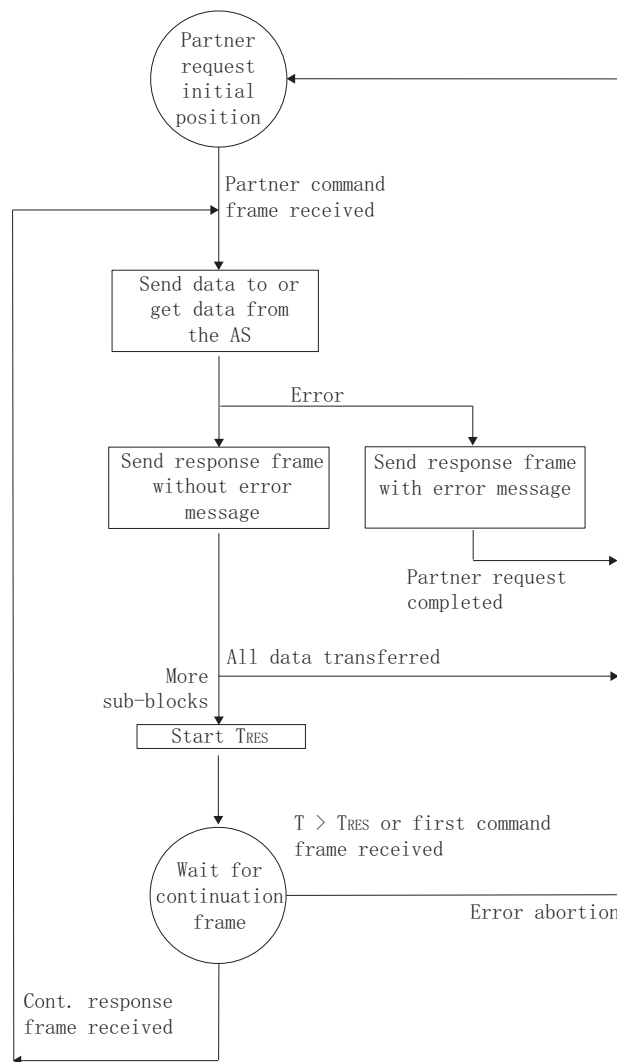 Partner
request
initial
position
Partner command
frame received
Send data to or
get data from
the AS
Error
Send response frame
without error
message
Send response frame
with error message
Partner request
completed
All data transferred
More
sub-blocks
Start TRES
T > TRES or first command
frame received
Wait for
continuation
frame
Error abortion
Cont. response
frame received